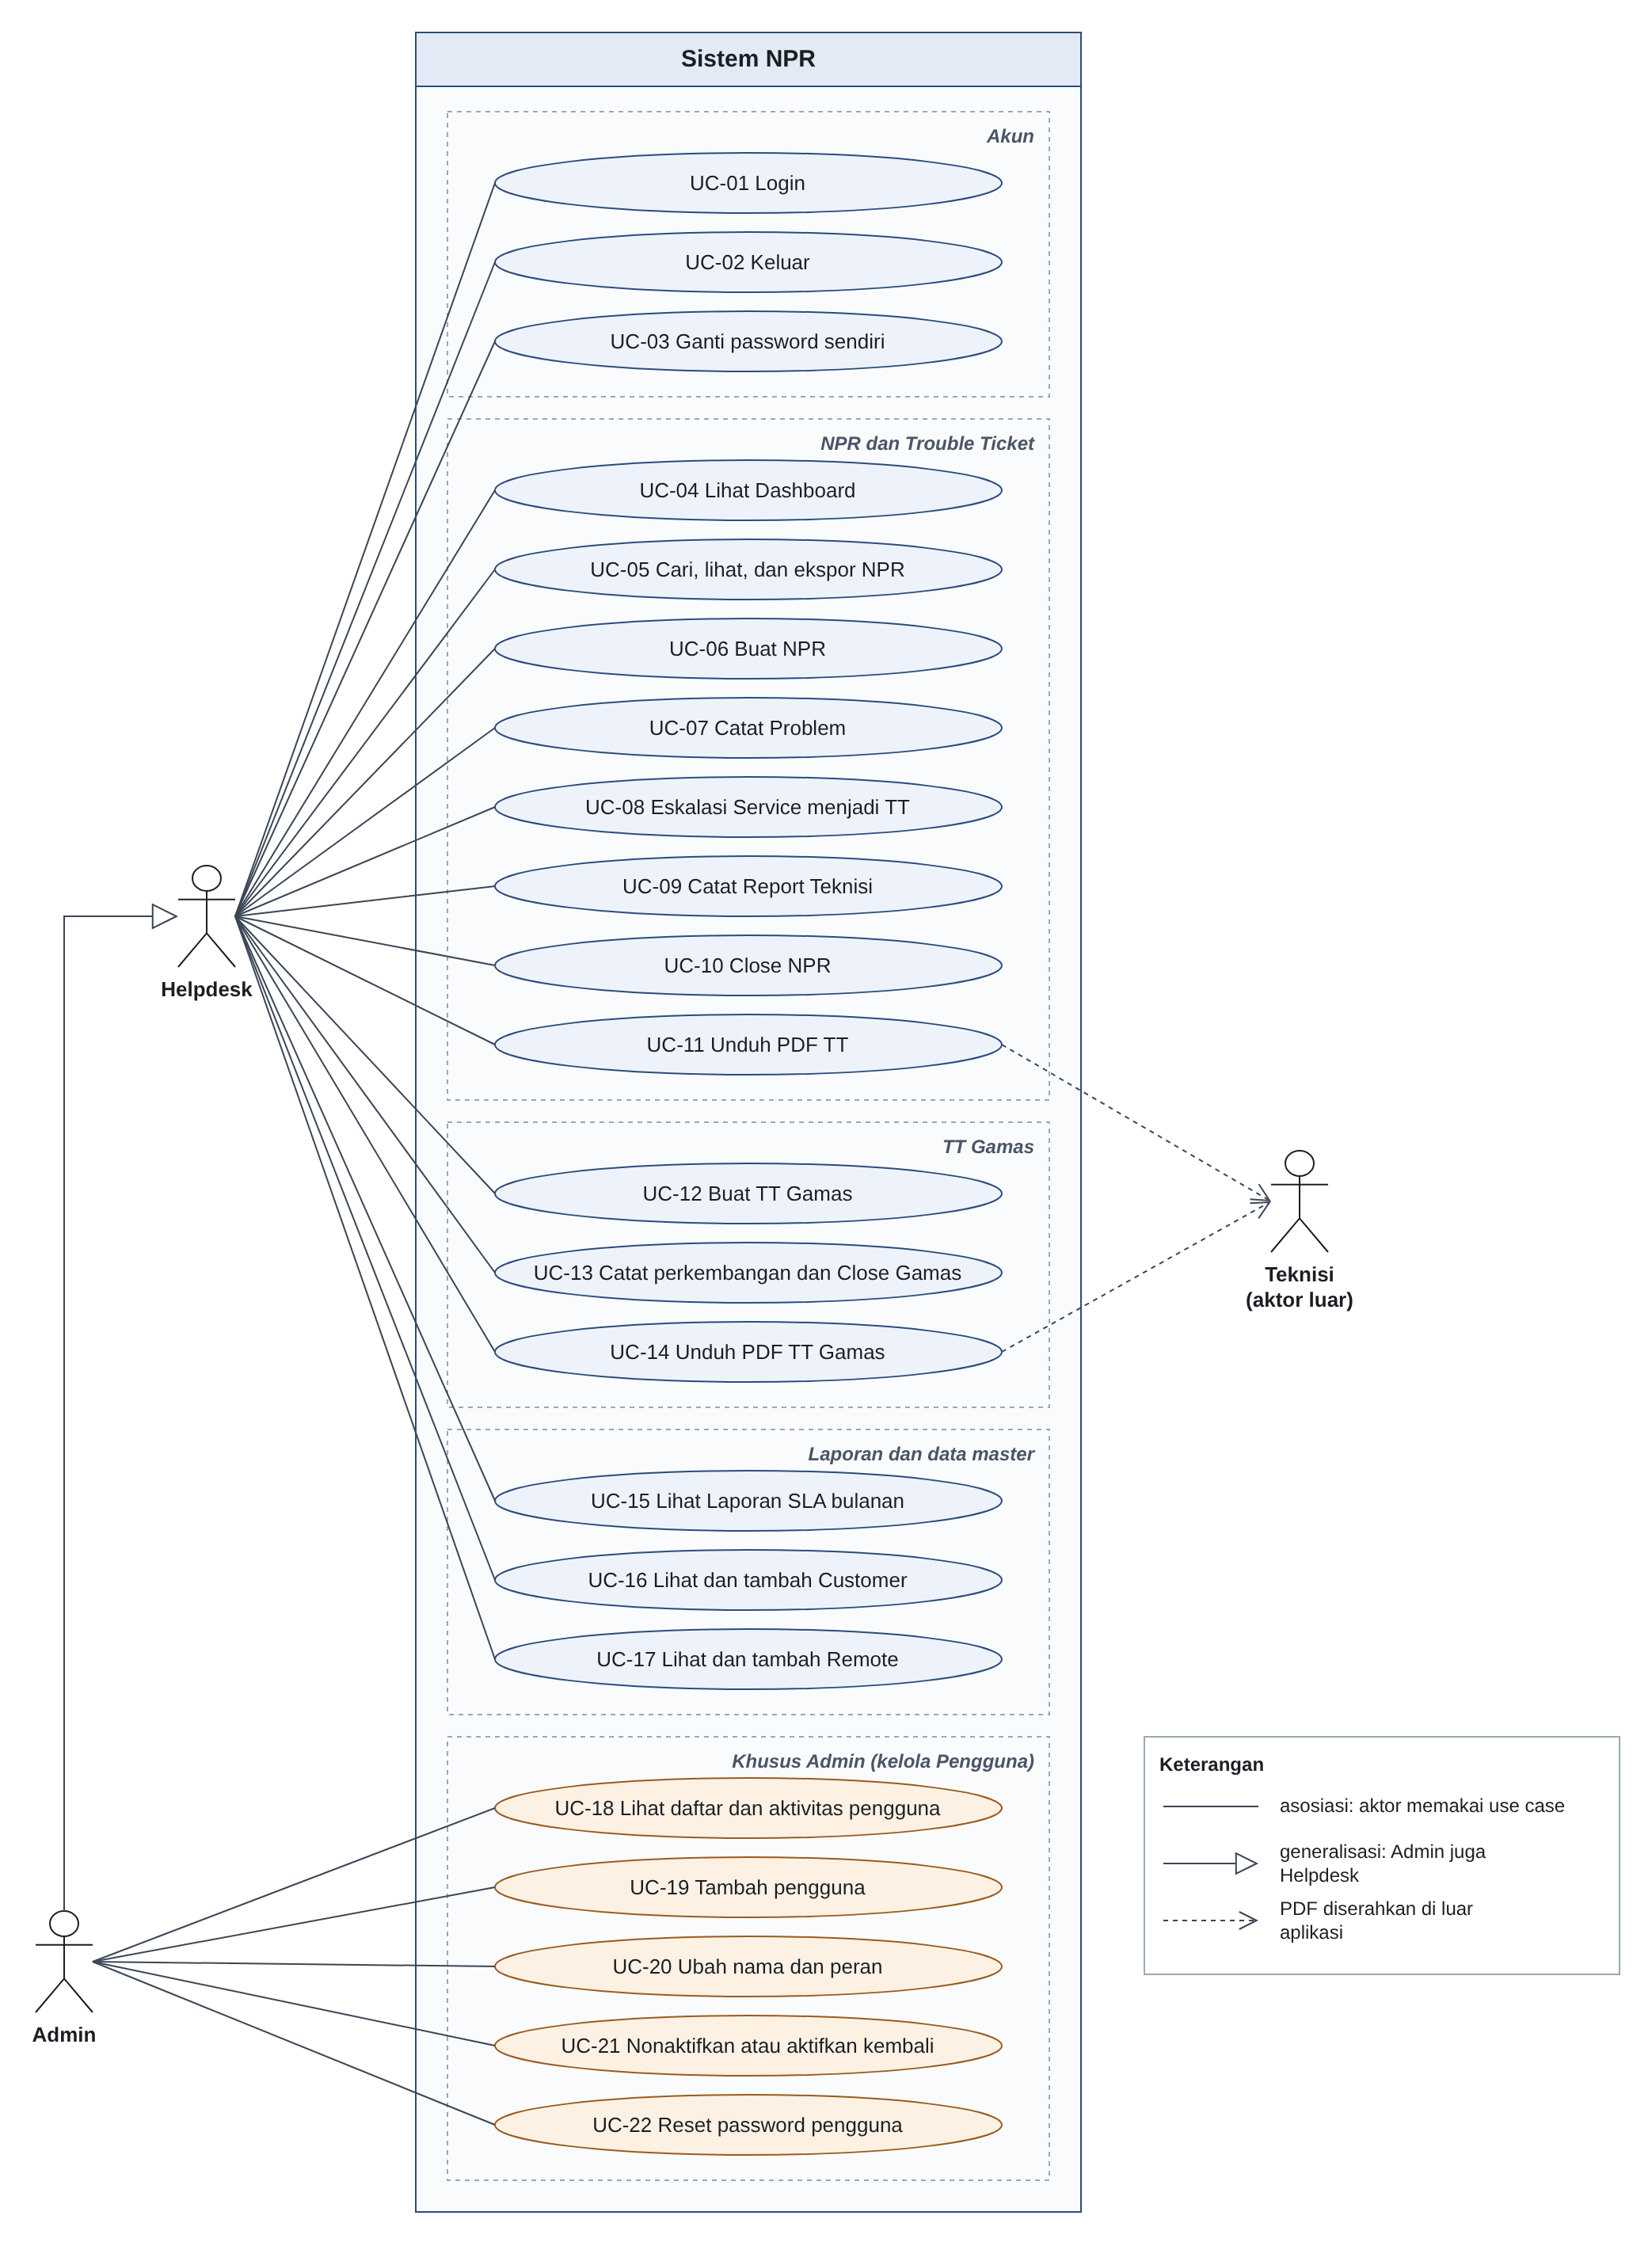 Sistem NPR
Akun
UC-01 Login
UC-02 Keluar
UC-03 Ganti password sendiri
NPR dan Trouble Ticket
UC-04 Lihat Dashboard
UC-05 Cari, lihat, dan ekspor NPR
UC-06 Buat NPR
UC-07 Catat Problem
UC-08 Eskalasi Service menjadi TT
UC-09 Catat Report Teknisi
UC-10 Close NPR
Helpdesk
UC-11 Unduh PDF TT
TT Gamas
UC-12 Buat TT Gamas
UC-13 Catat perkembangan dan Close Gamas
UC-14 Unduh PDF TT Gamas
Teknisi
(aktor luar)
Laporan dan data master
UC-15 Lihat Laporan SLA bulanan
UC-16 Lihat dan tambah Customer
UC-17 Lihat dan tambah Remote
Khusus Admin (kelola Pengguna)
UC-18 Lihat daftar dan aktivitas pengguna
UC-19 Tambah pengguna
UC-20 Ubah nama dan peran
UC-21 Nonaktifkan atau aktifkan kembali
UC-22 Reset password pengguna
Admin
Keterangan
asosiasi: aktor memakai use case
generalisasi: Admin juga
Helpdesk
PDF diserahkan di luar
aplikasi